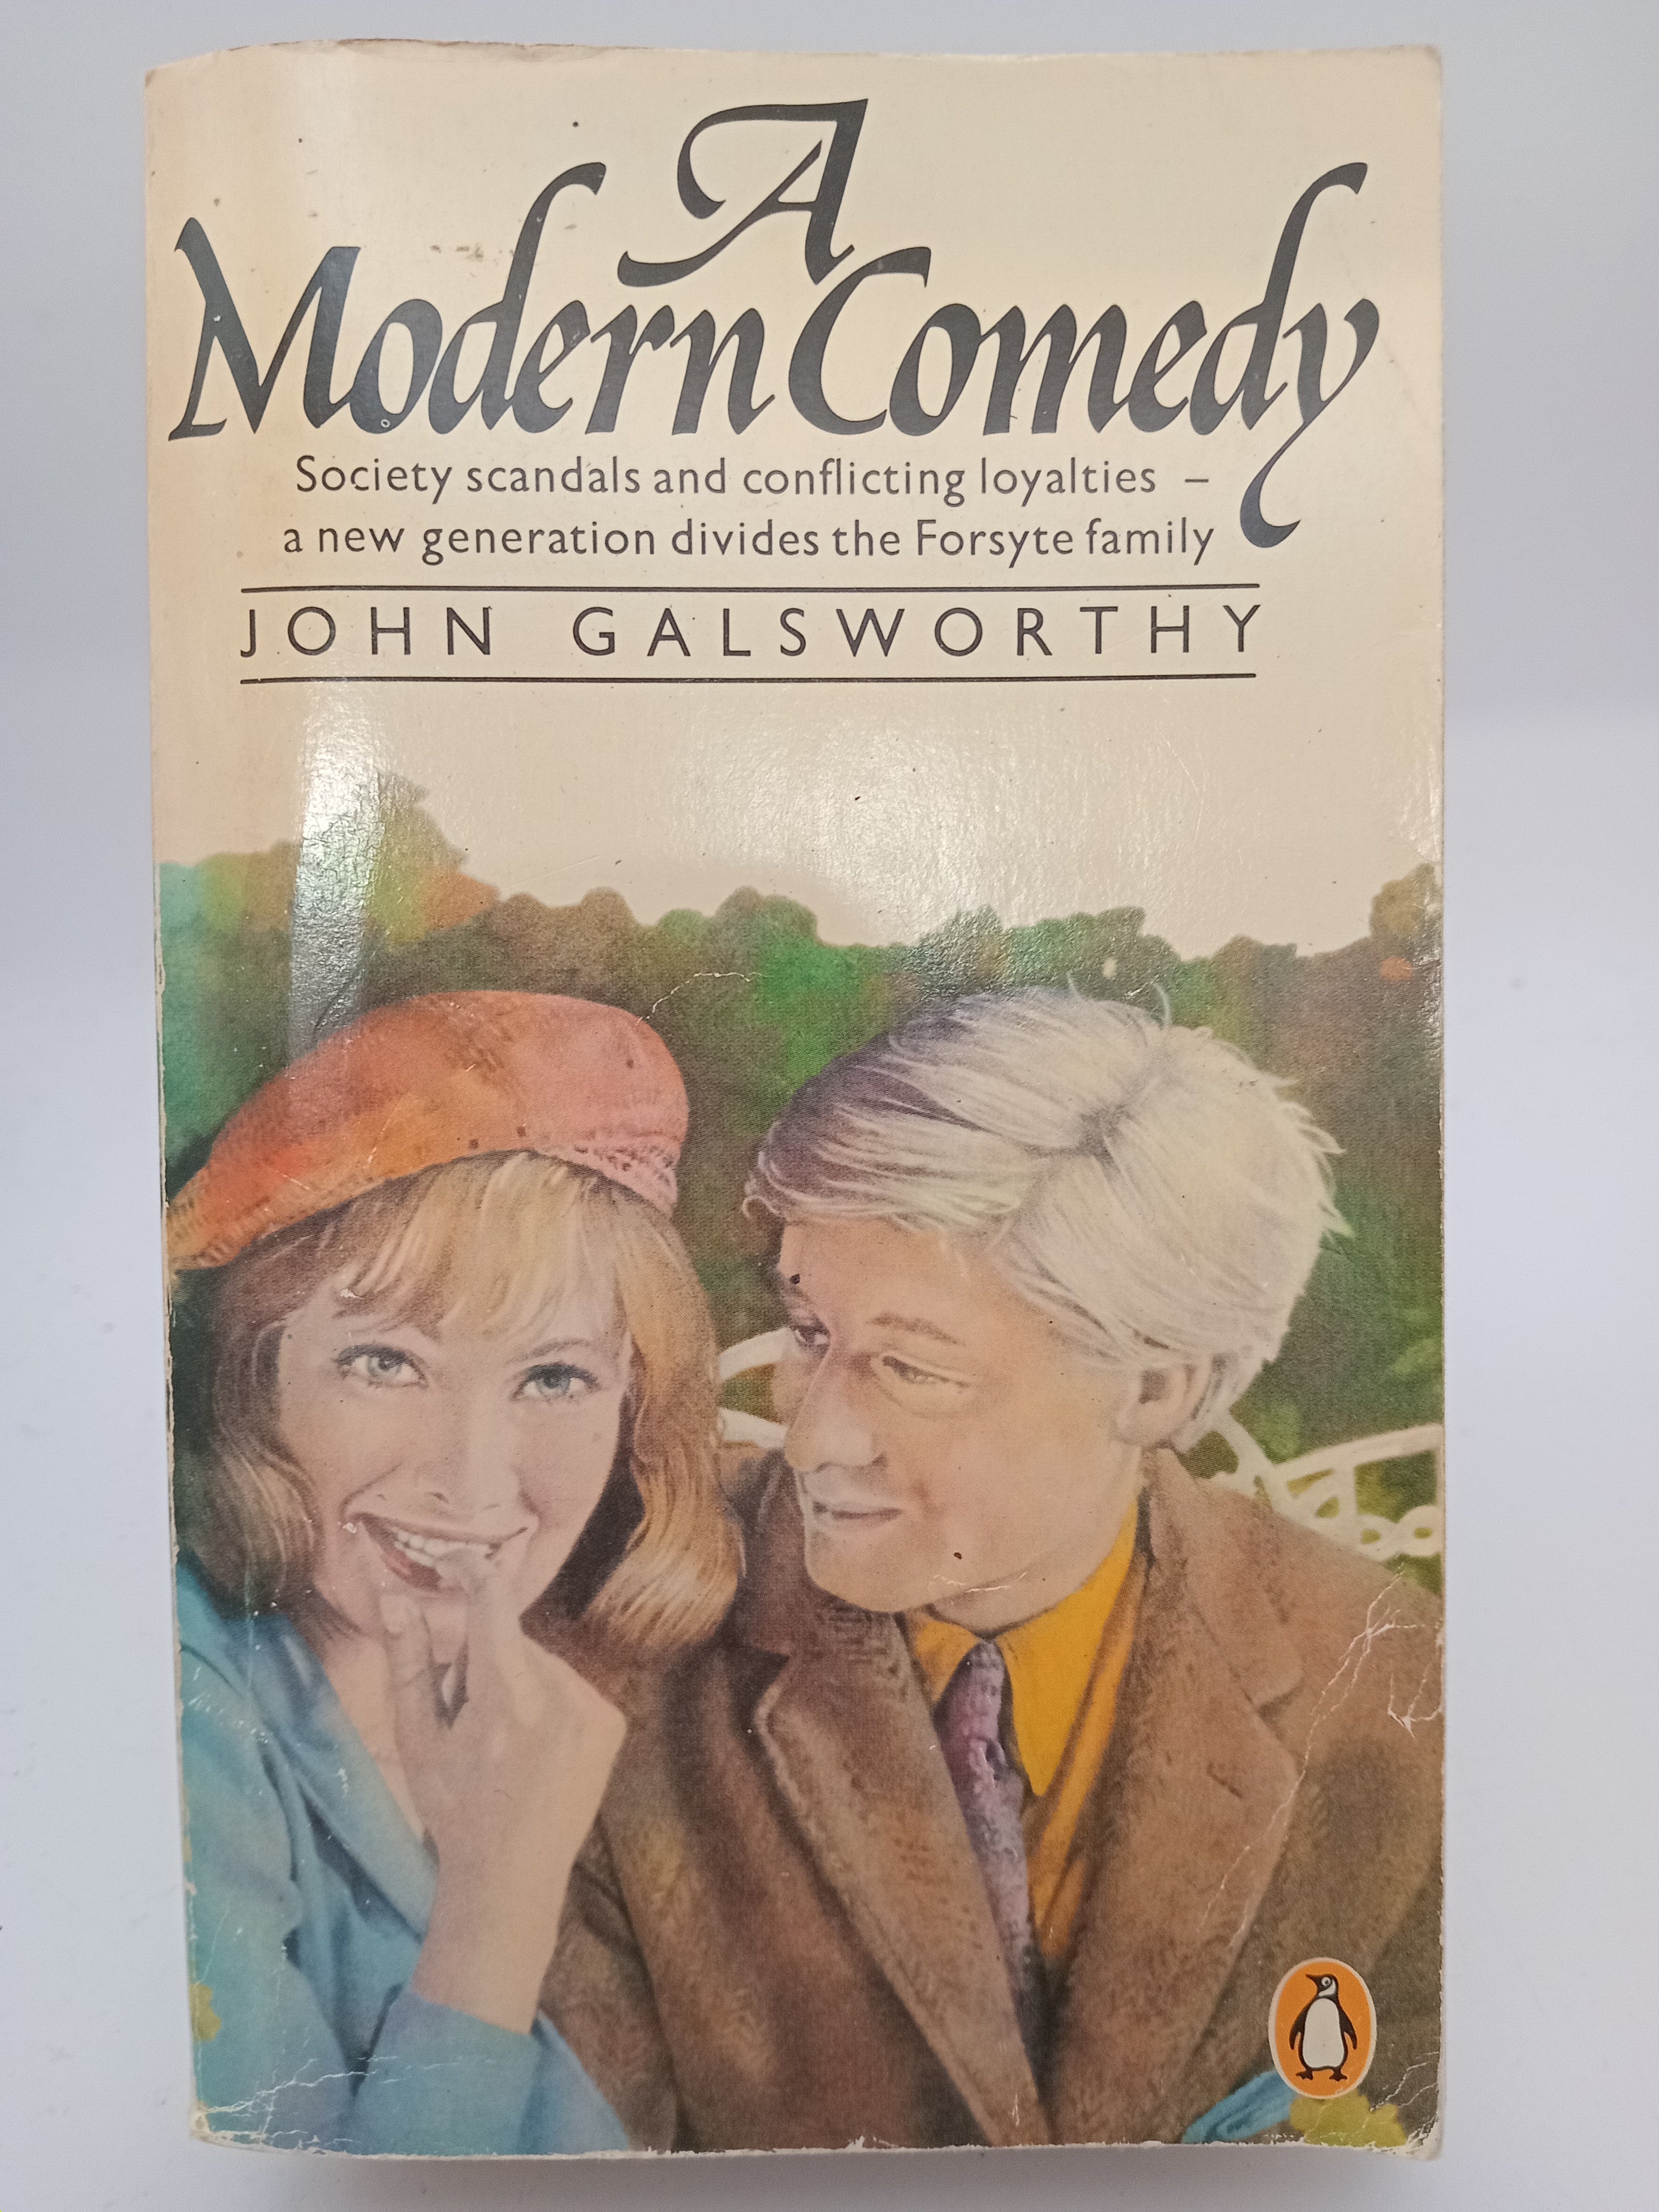 A
Modern Comedy
Society scandals and conflicting loyalties –
a new generation divides the Forsyte family
JOHN GALSWORTHY